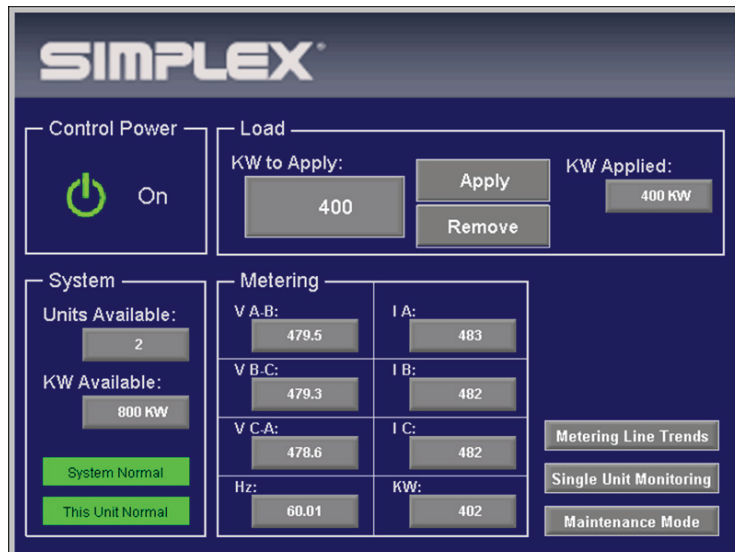 SIMPLEX
Control Power
On
Load
KW to Apply:
400
Apply
Remove
KW Applied:
400 KW
System
Units Available:
2
KW Available:
800 KW
System Normal
This Unit Normal
Metering
V A-B:
479.5
I A:
483
V B-C:
479.3
I B:
482
V C-A:
478.6
I C:
482
Hz:
60.01
KW:
402
Metering Line Trends
Single Unit Monitoring
Maintenance Mode